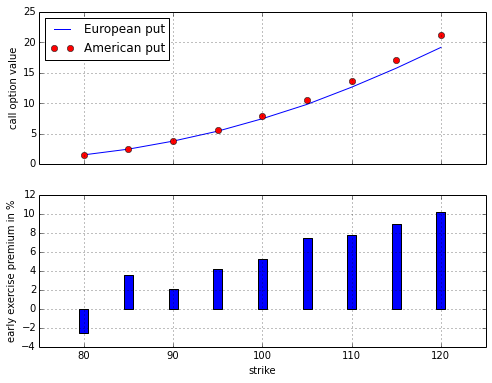 25
20
15
10
5
0
call option value
European put
American put
12
10
8
6
4
2
0
−2
−4
early exercise premium in %
80 90 100 110 120
strike